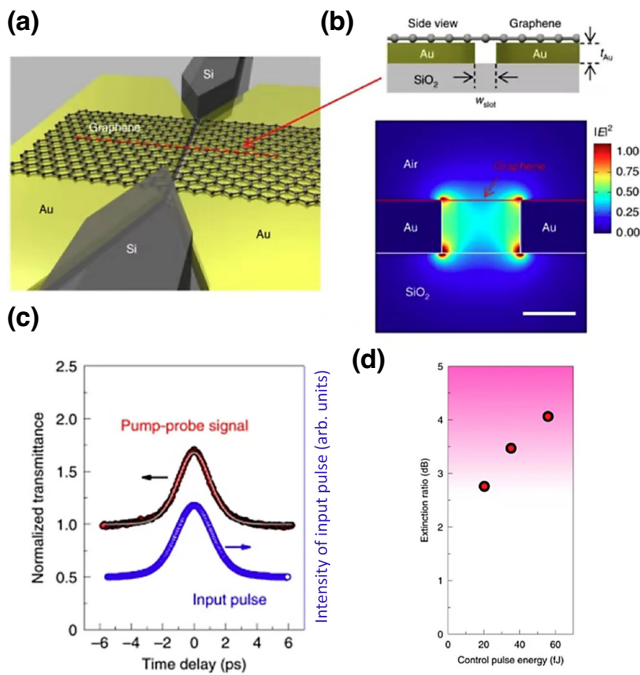 (a)
Si
Graphene
Au
Au
Si
(b)
Side view
Graphene
Au
Au
tAu
SiO2
wslot
|E|2
Air
Graphene
1.00
0.75
0.50
0.25
0.00
Au
Au
SiO2
(c)
Normalized transmittance
2.5
2.0
1.5
1.0
0.5
0
Pump-probe signal
Input pulse
−6
−4
−2
0
2
4
6
Time delay (ps)
Intensity of input pulse (arb. units)
(d)
Extinction ratio (dB)
5
4
3
2
1
0
0
20
40
60
Control pulse energy (fJ)